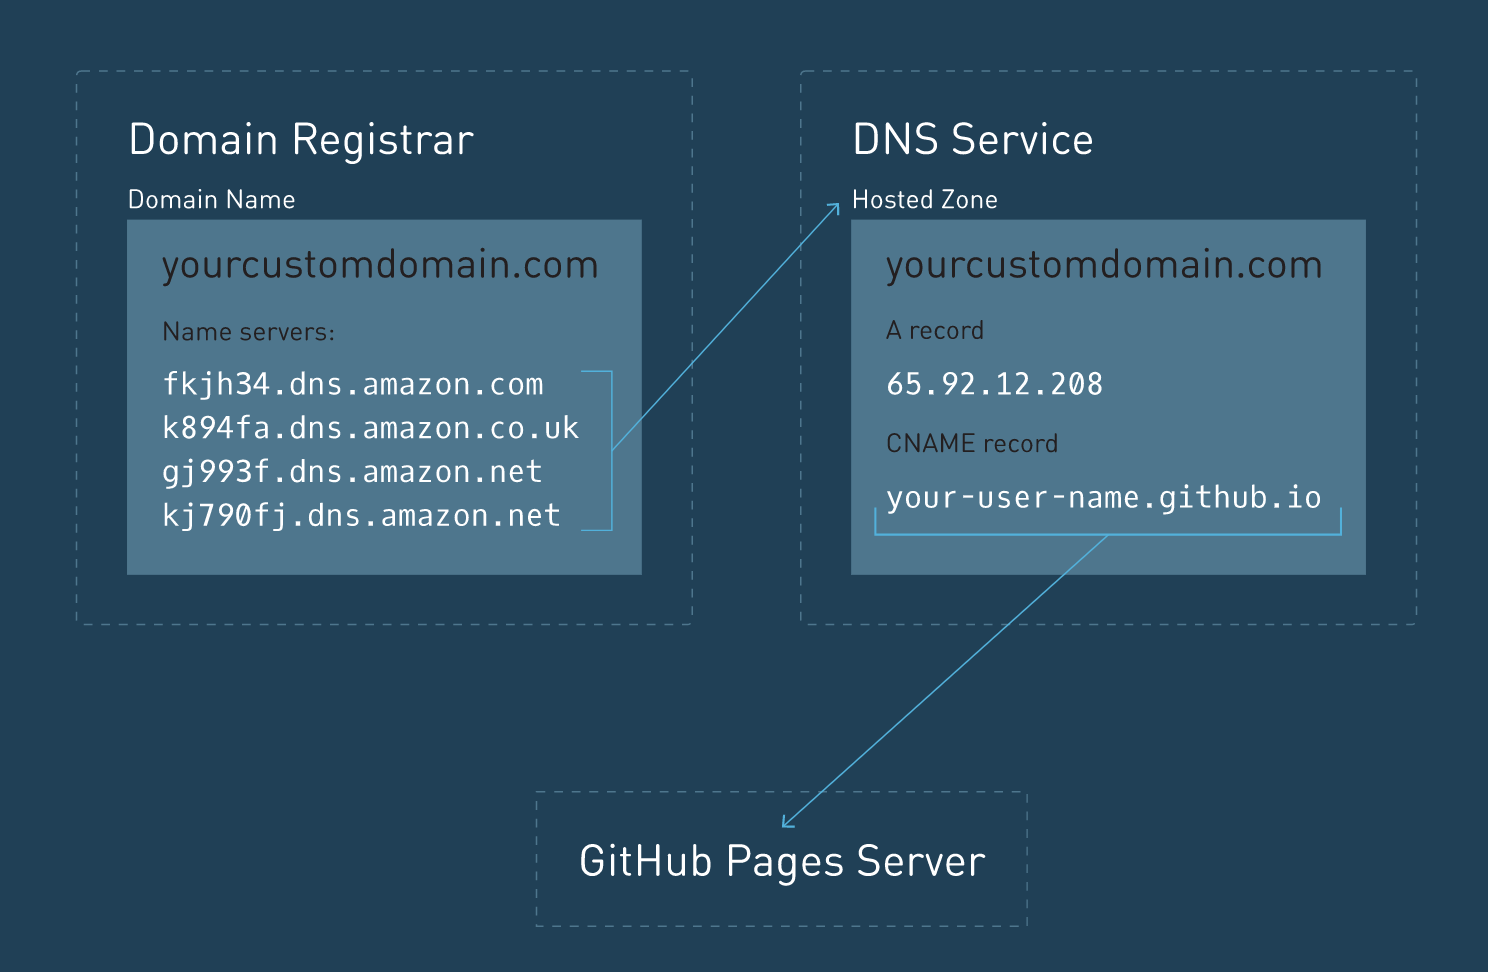 Domain Registrar
Domain Name
yourcustomdomain.com
Name servers:
fkjh34.dns.amazon.com
k894fa.dns.amazon.co.uk
gj993f.dns.amazon.net
kj790fj.dns.amazon.net
DNS Service
Hosted Zone
yourcustomdomain.com
A record
65.92.12.208
CNAME record
your-user-name.github.io
GitHub Pages Server